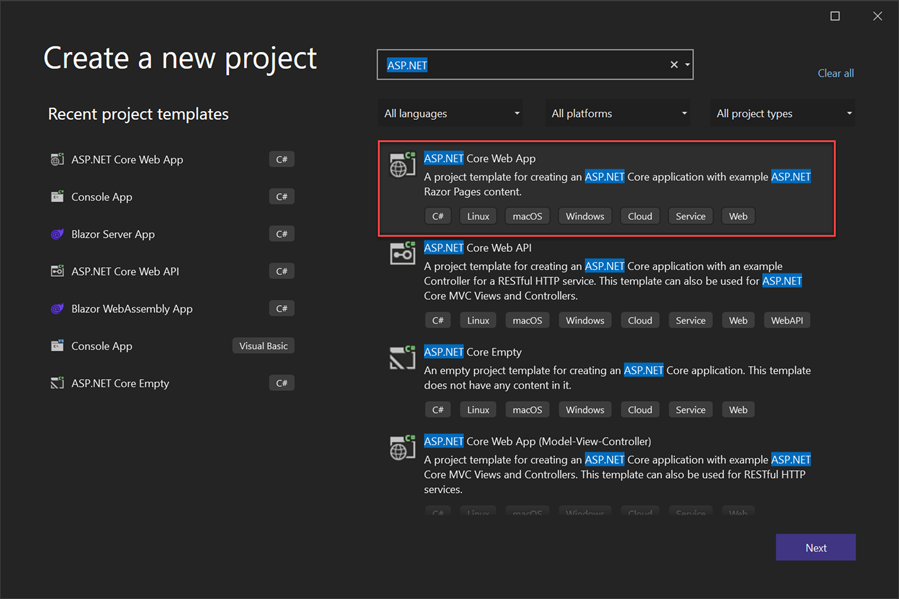 Create a new project
Recent project templates
ASP.NET Core Web App C#
Console App C#
Blazor Server App C#
ASP.NET Core Web API C#
Blazor WebAssembly App C#
Console App Visual Basic
ASP.NET Core Empty C#
ASP.NET
Clear all
All languages All platforms All project types
ASP.NET Core Web App
A project template for creating an ASP.NET Core application with example ASP.NET
Razor Pages content.
C# Linux macOS Windows Cloud Service Web
ASP.NET Core Web API
A project template for creating an ASP.NET Core application with an example
Controller for a RESTful HTTP service. This template can also be used for ASP.NET
Core MVC Views and Controllers.
C# Linux macOS Windows Cloud Service Web WebAPI
ASP.NET Core Empty
An empty project template for creating an ASP.NET Core application. This template
does not have any content in it.
C# Linux macOS Windows Cloud Service Web
ASP.NET Core Web App (Model-View-Controller)
A project template for creating an ASP.NET Core application with example ASP.NET
Core MVC Views and Controllers. This template can also be used for RESTful HTTP
services.
C# Linux macOS Windows Cloud Service Web
Next